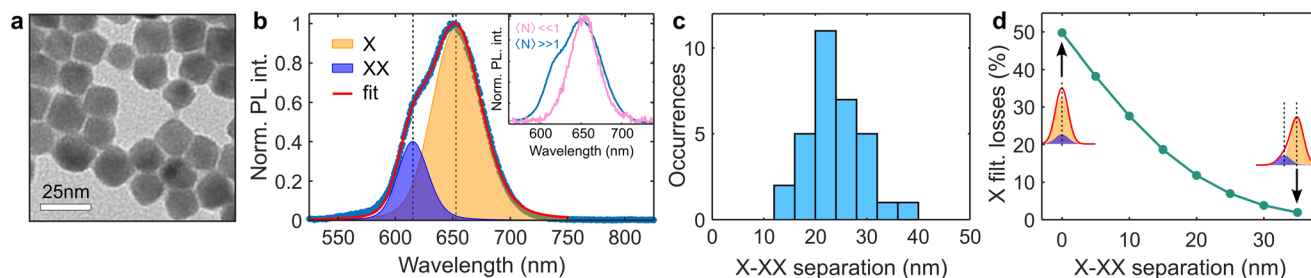 a
25nm
b
X
XX
fit
Norm. PL int.
1
0.8
0.6
0.4
0.2
0
550
600
650
700
750
800
Wavelength (nm)
⟨N⟩<<1
⟨N⟩>>1
Norm. PL. int.
600
650
700
Wavelength (nm)
c
Occurrences
10
5
0
0
10
20
30
40
50
X-XX separation (nm)
d
X filt. losses (%)
50
40
30
20
10
0
0
10
20
30
X-XX separation (nm)